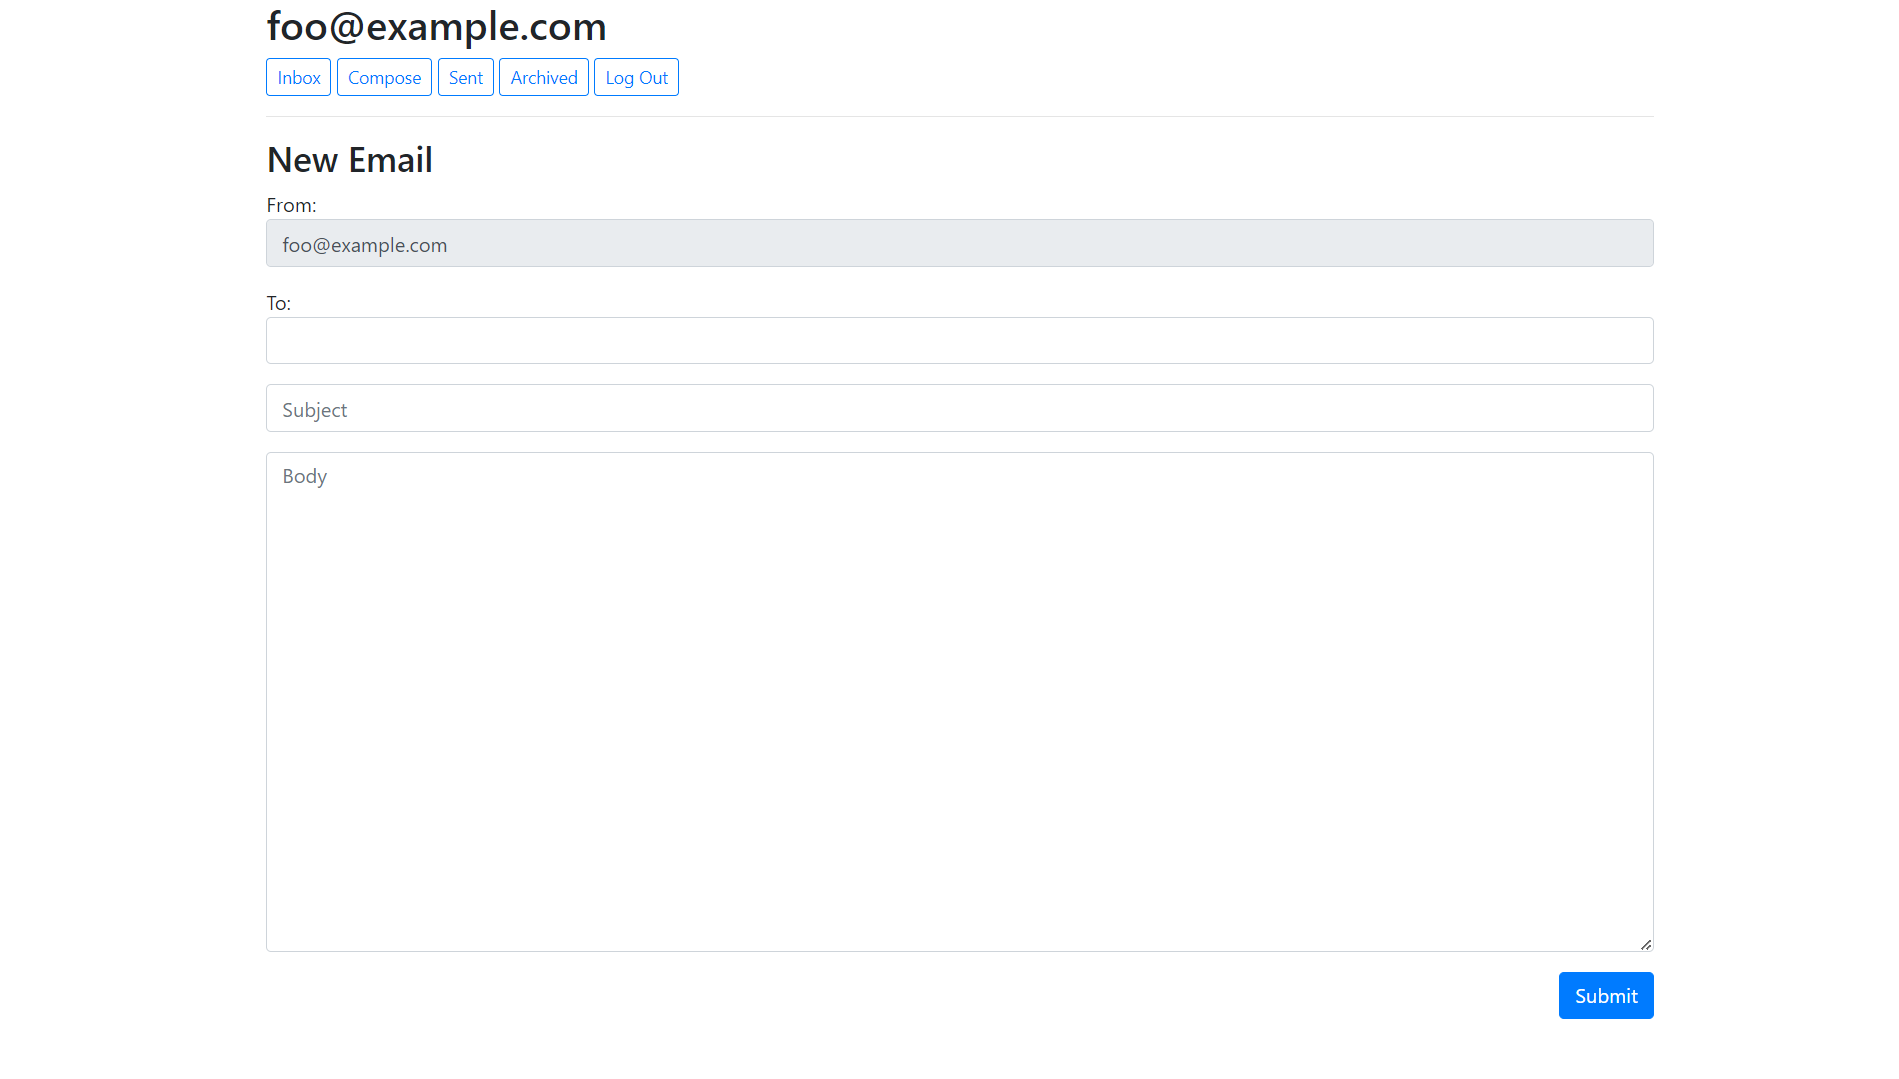 foo@example.com
Inbox Compose Sent Archived Log Out
New Email
From:
foo@example.com
To:
Subject
Body
Submit